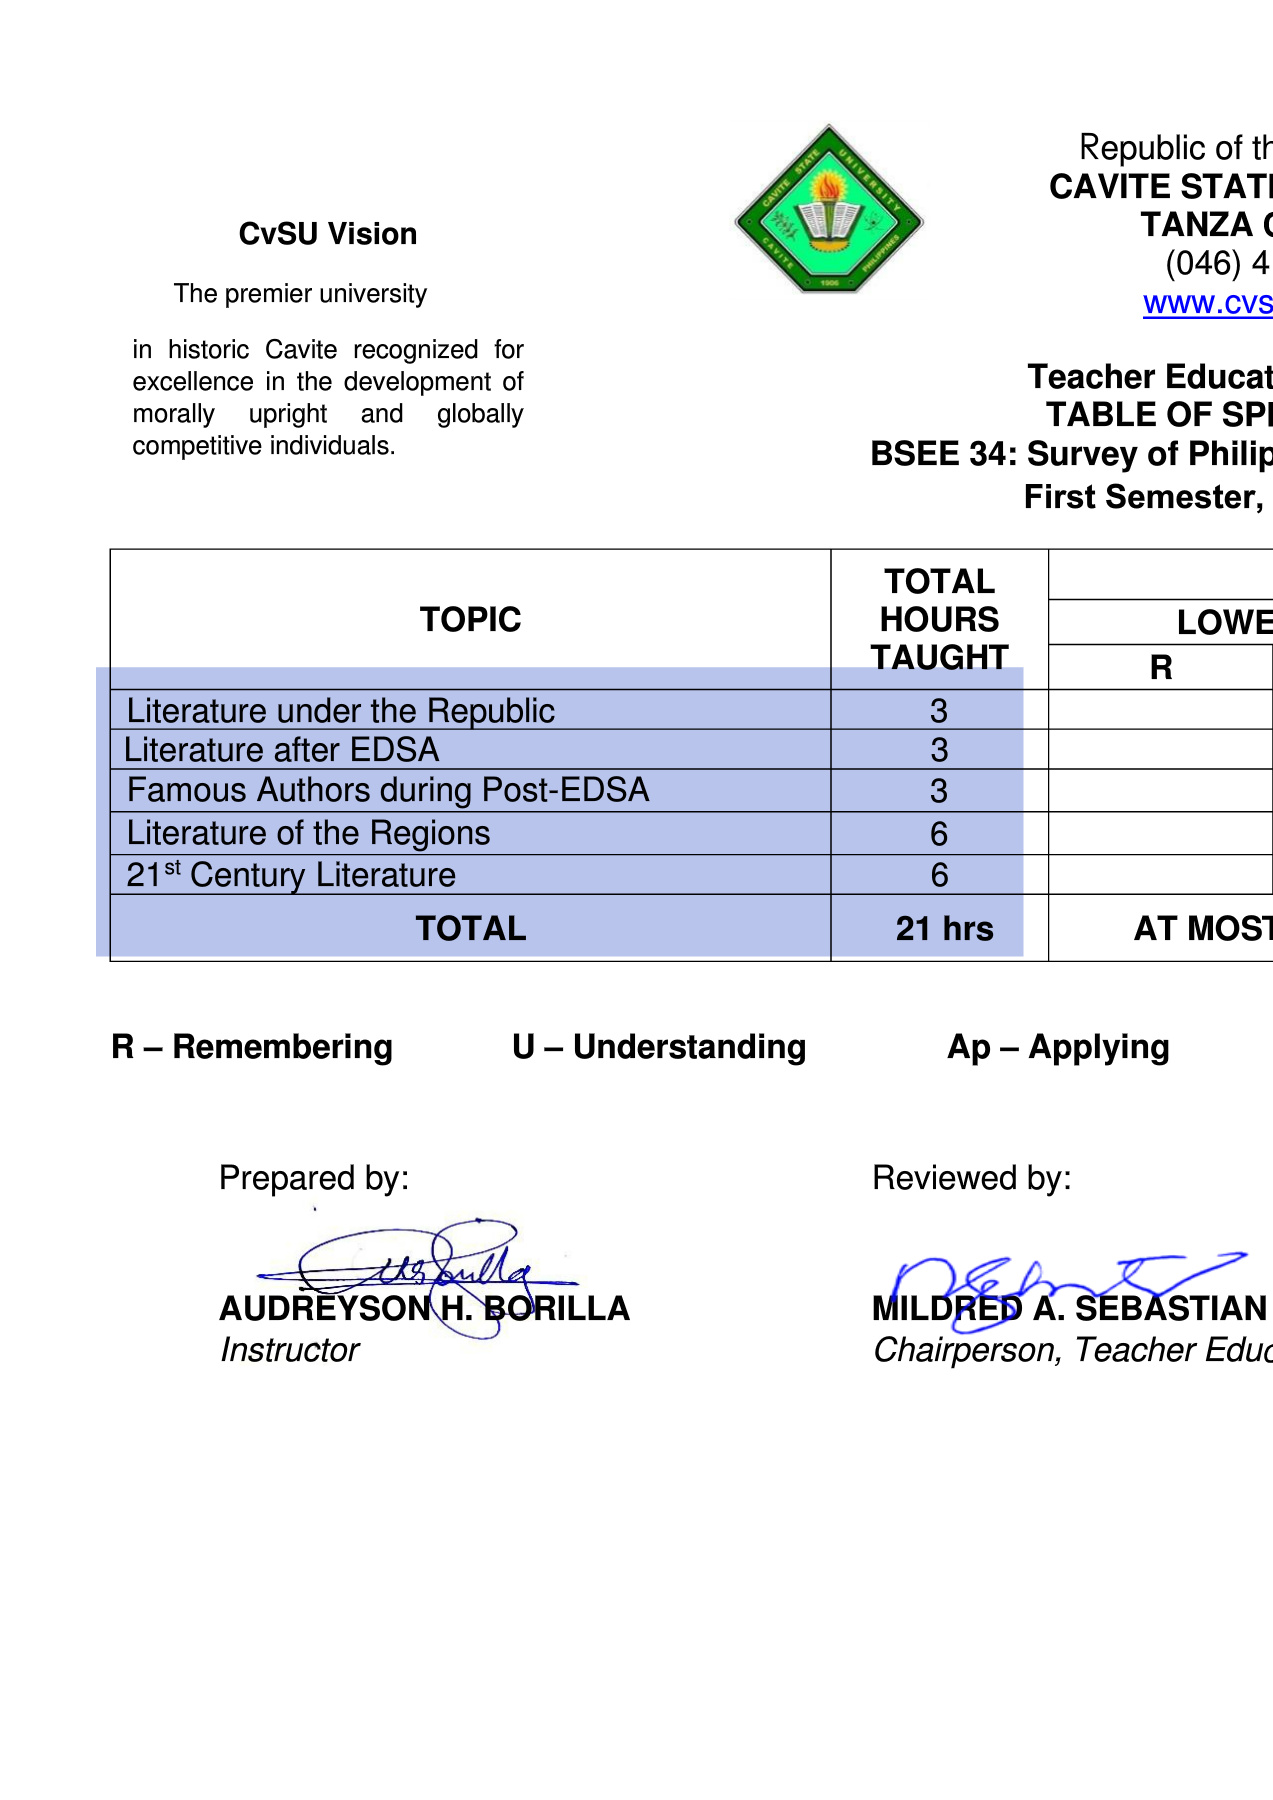 CAVITE STATE UNIVERSITY
CAVITE PHILIPPINES
1906
Republic of th
CAVITE STATE
TANZA C
(046) 4
www.cvs
CvSU Vision
The premier university
in historic Cavite recognized for
excellence in the development of
morally upright and globally
competitive individuals.
Teacher Educat
TABLE OF SPE
BSEE 34: Survey of Philip
First Semester,
TOPIC TOTAL HOURS TAUGHT LOWE
R
Literature under the Republic 3
Literature after EDSA 3
Famous Authors during Post-EDSA 3
Literature of the Regions 6
21st Century Literature 6
TOTAL 21 hrs AT MOST
R – Remembering U – Understanding Ap – Applying
Prepared by: Reviewed by:
AUDREYSON H. BORILLA MILDRED A. SEBASTIAN
Instructor Chairperson, Teacher Educ